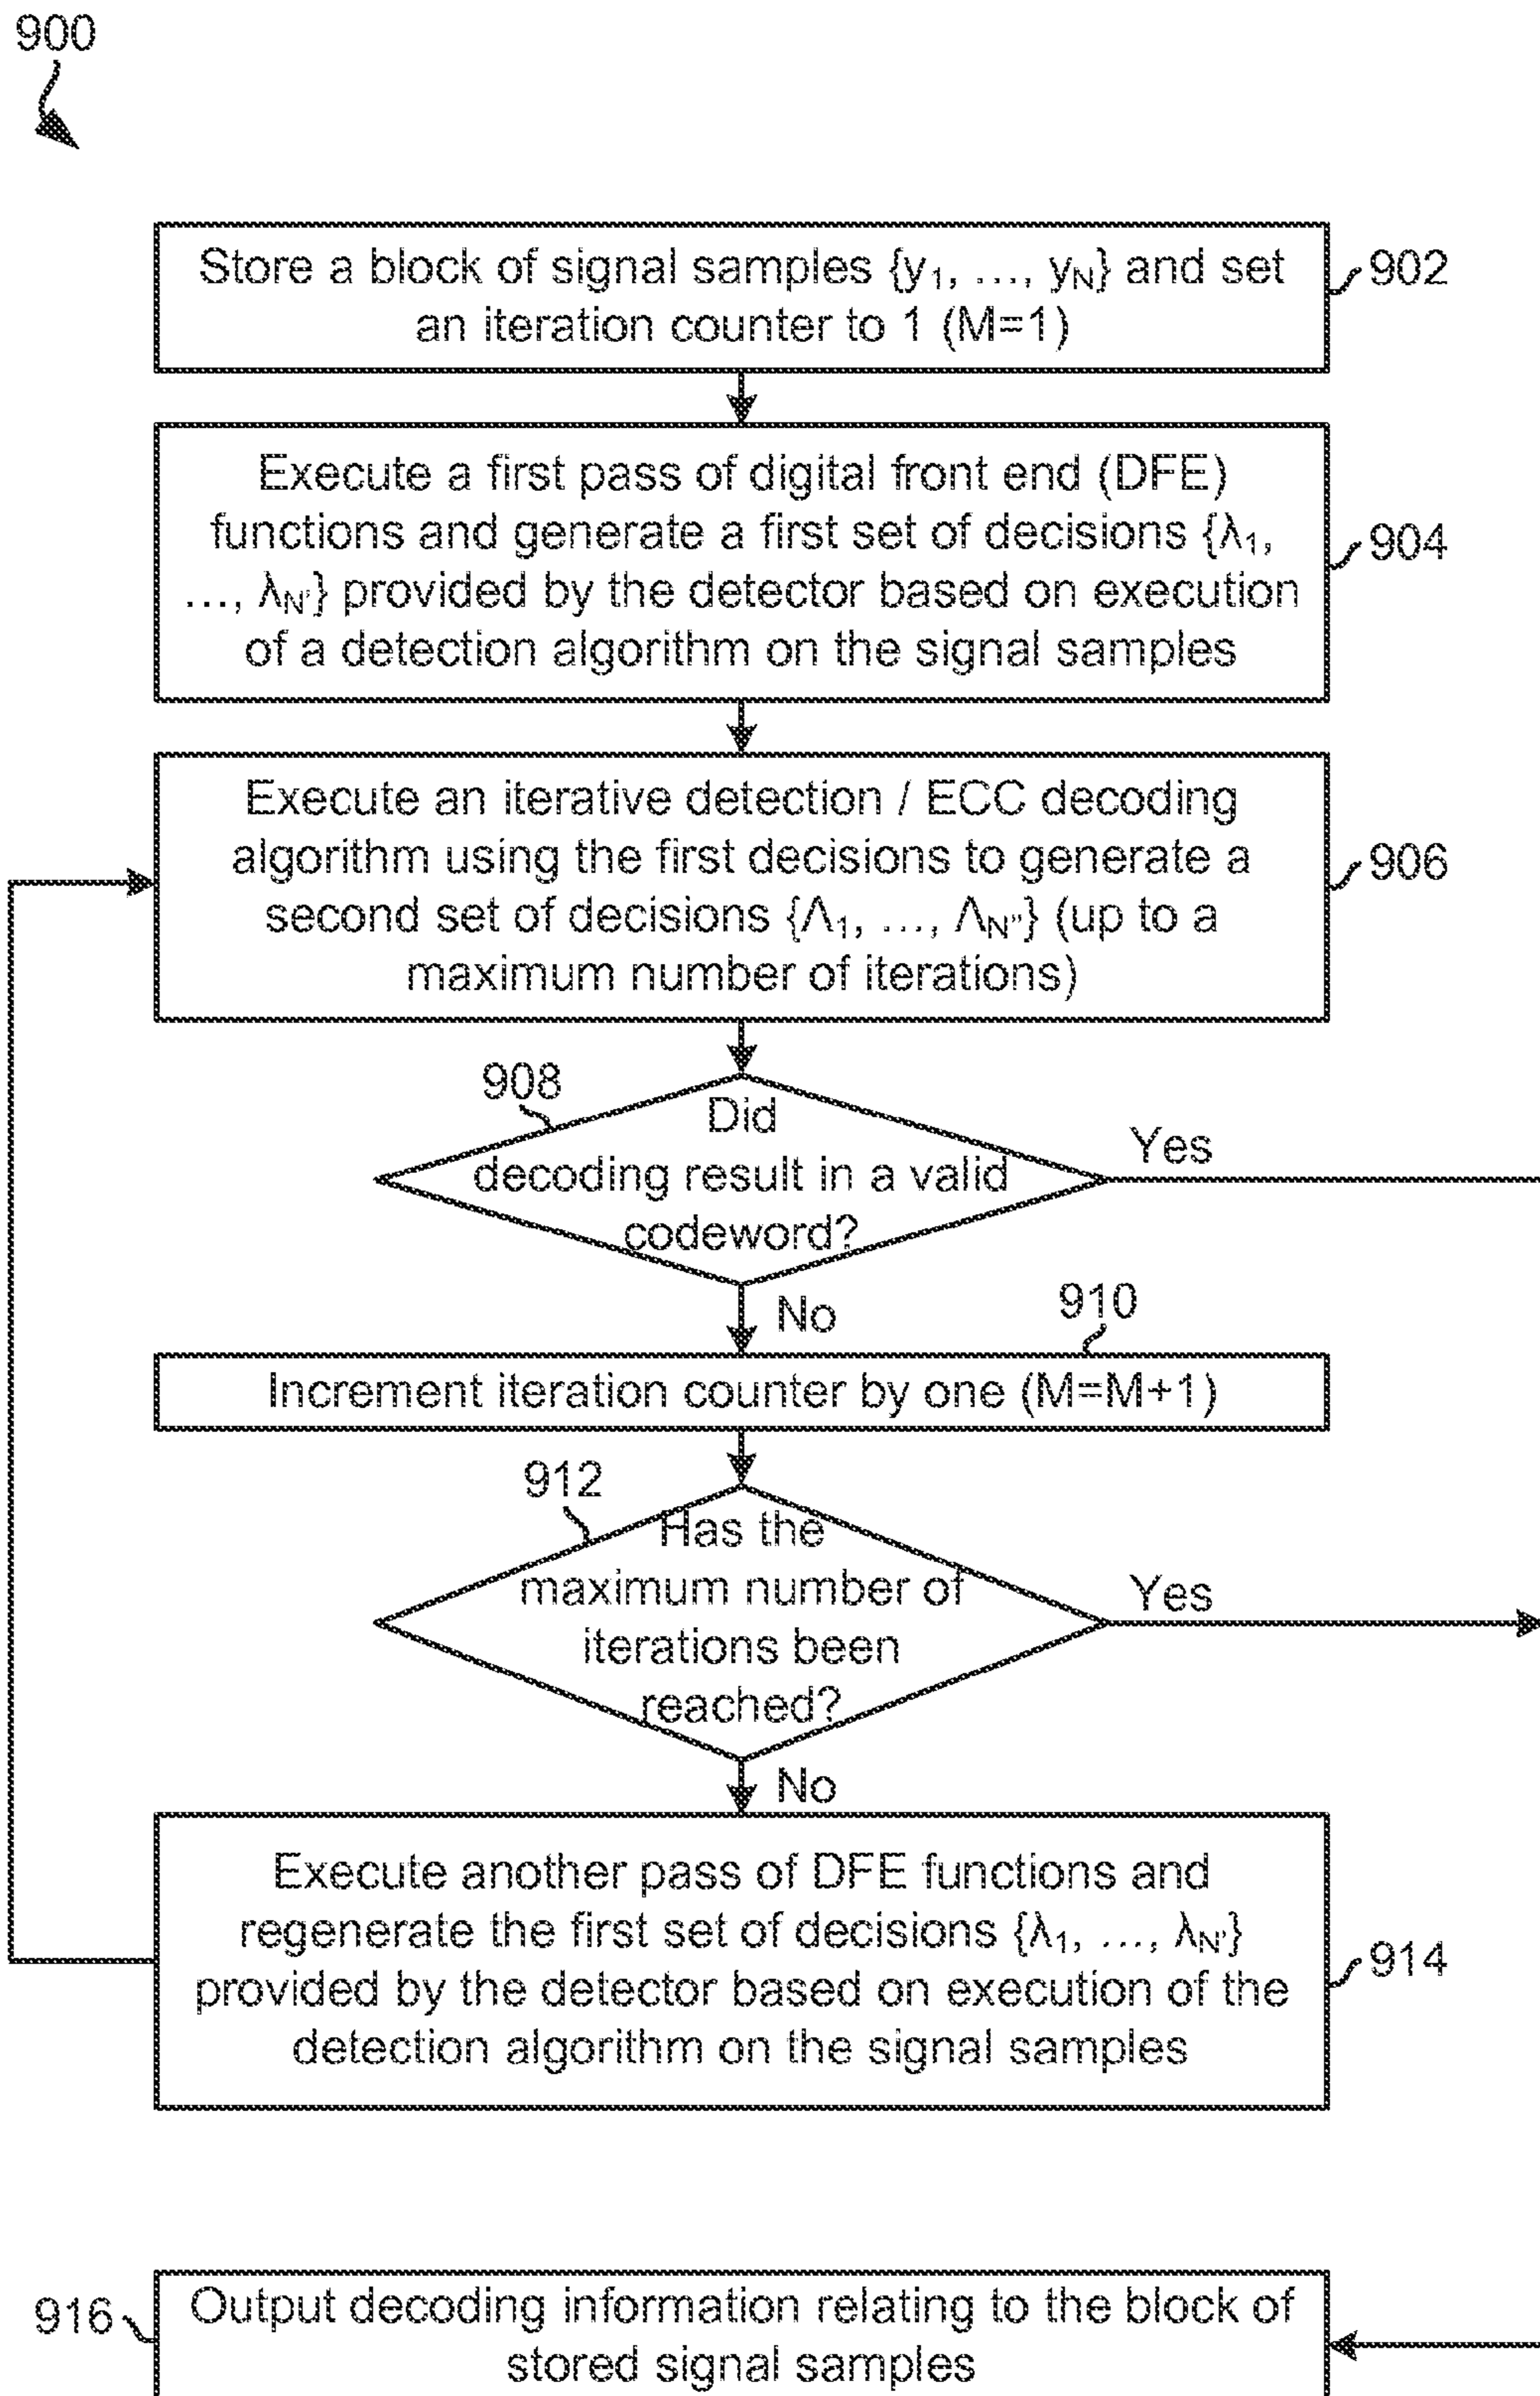 900
Store a block of signal samples {y₁, ..., yN} and set
an iteration counter to 1 (M=1)
902
Execute a first pass of digital front end (DFE)
functions and generate a first set of decisions {λ₁,
..., λN'} provided by the detector based on execution
of a detection algorithm on the signal samples
904
Execute an iterative detection / ECC decoding
algorithm using the first decisions to generate a
second set of decisions {Λ₁, ..., ΛN''} (up to a
maximum number of iterations)
906
908
Did
decoding result in a valid
codeword?
Yes
No
910
Increment iteration counter by one (M=M+1)
912
Has the
maximum number of
iterations been
reached?
Yes
No
Execute another pass of DFE functions and
regenerate the first set of decisions {λ₁, ..., λN'}
provided by the detector based on execution of the
detection algorithm on the signal samples
914
916
Output decoding information relating to the block of
stored signal samples